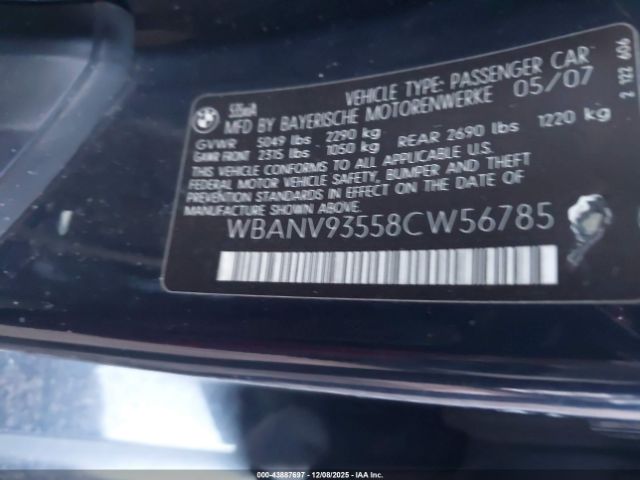 BMW
VEHICLE TYPE: PASSENGER CAR
MFD BY BAYERISCHE MOTORENWERKE 05/07
GVWR 5049 lbs 2290 kg
GAWR FRONT 2315 lbs 1050 kg REAR 2690 lbs 1220 kg
THIS VEHICLE CONFORMS TO ALL APPLICABLE U.S.
FEDERAL MOTOR VEHICLE SAFETY, BUMPER AND THEFT
PREVENTION STANDARDS IN EFFECT ON THE DATE OF
MANUFACTURE SHOWN ABOVE.
WBANV93558CW56785
000-43887697 - 12/08/2025 - IAA Inc.